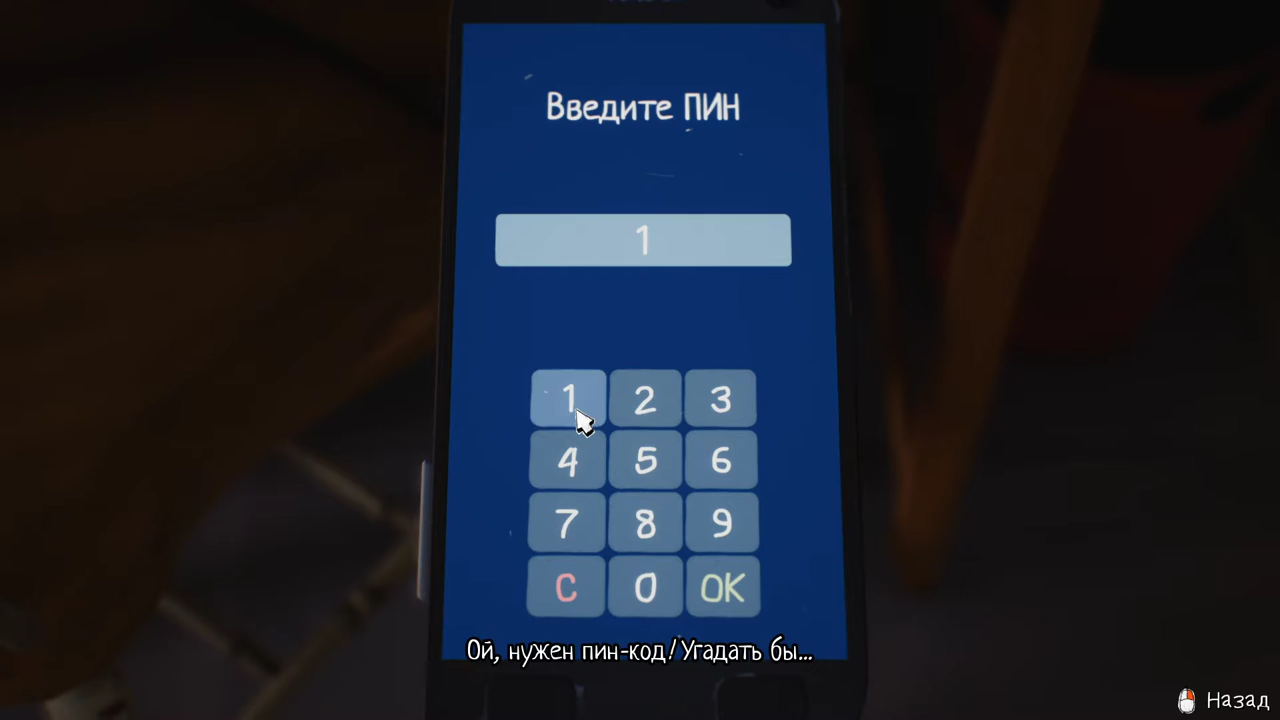 Введите ПИН
1
1 2 3
4 5 6
7 8 9
C 0 OK
Ой, нужен пин-код! Угадать бы...
Назад